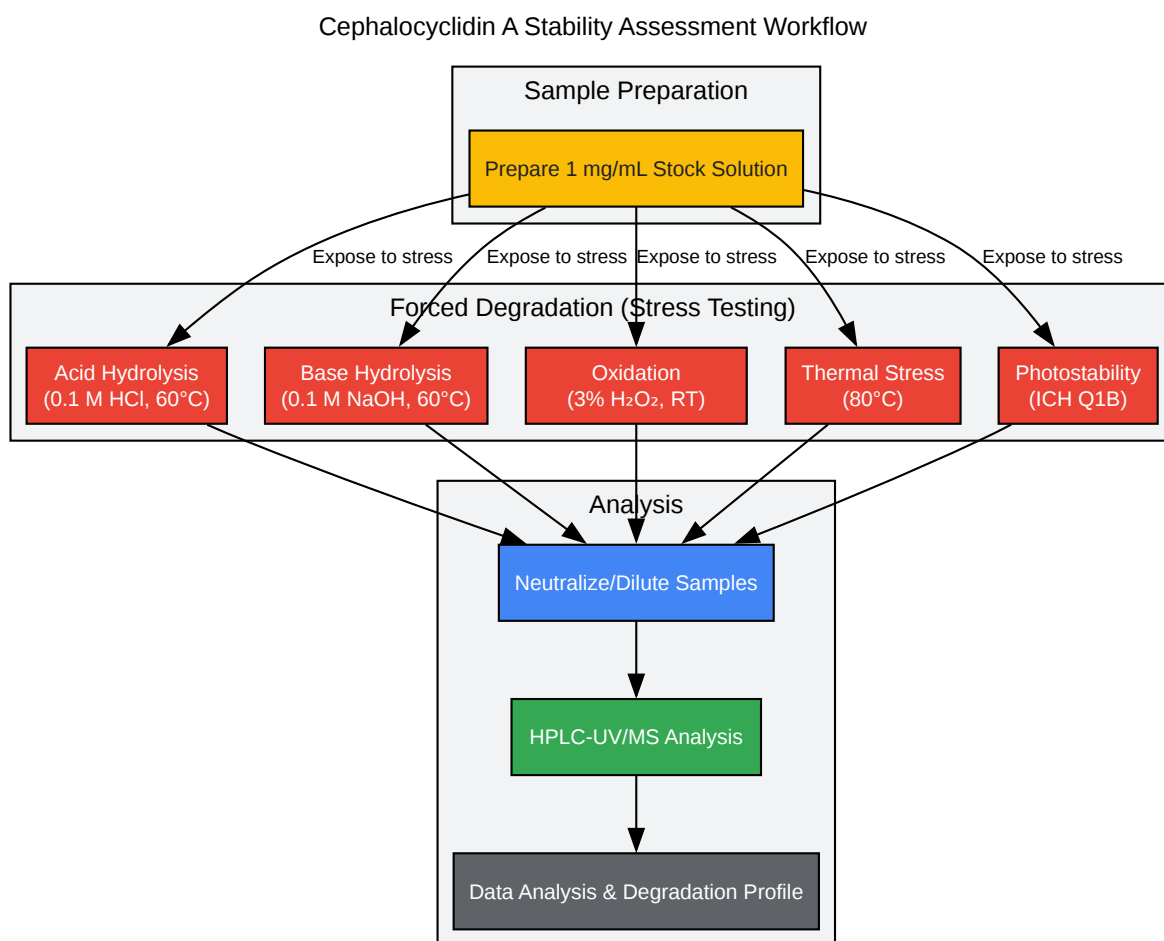 Cephalocyclidin A Stability Assessment Workflow
Sample Preparation
Prepare 1 mg/mL Stock Solution
Expose to stress
Expose to stress
Expose to stress
Expose to stress
Expose to stress
Forced Degradation (Stress Testing)
Acid Hydrolysis
(0.1 M HCl, 60°C)
Base Hydrolysis
(0.1 M NaOH, 60°C)
Oxidation
(3% H₂O₂, RT)
Thermal Stress
(80°C)
Photostability
(ICH Q1B)
Analysis
Neutralize/Dilute Samples
HPLC-UV/MS Analysis
Data Analysis & Degradation Profile